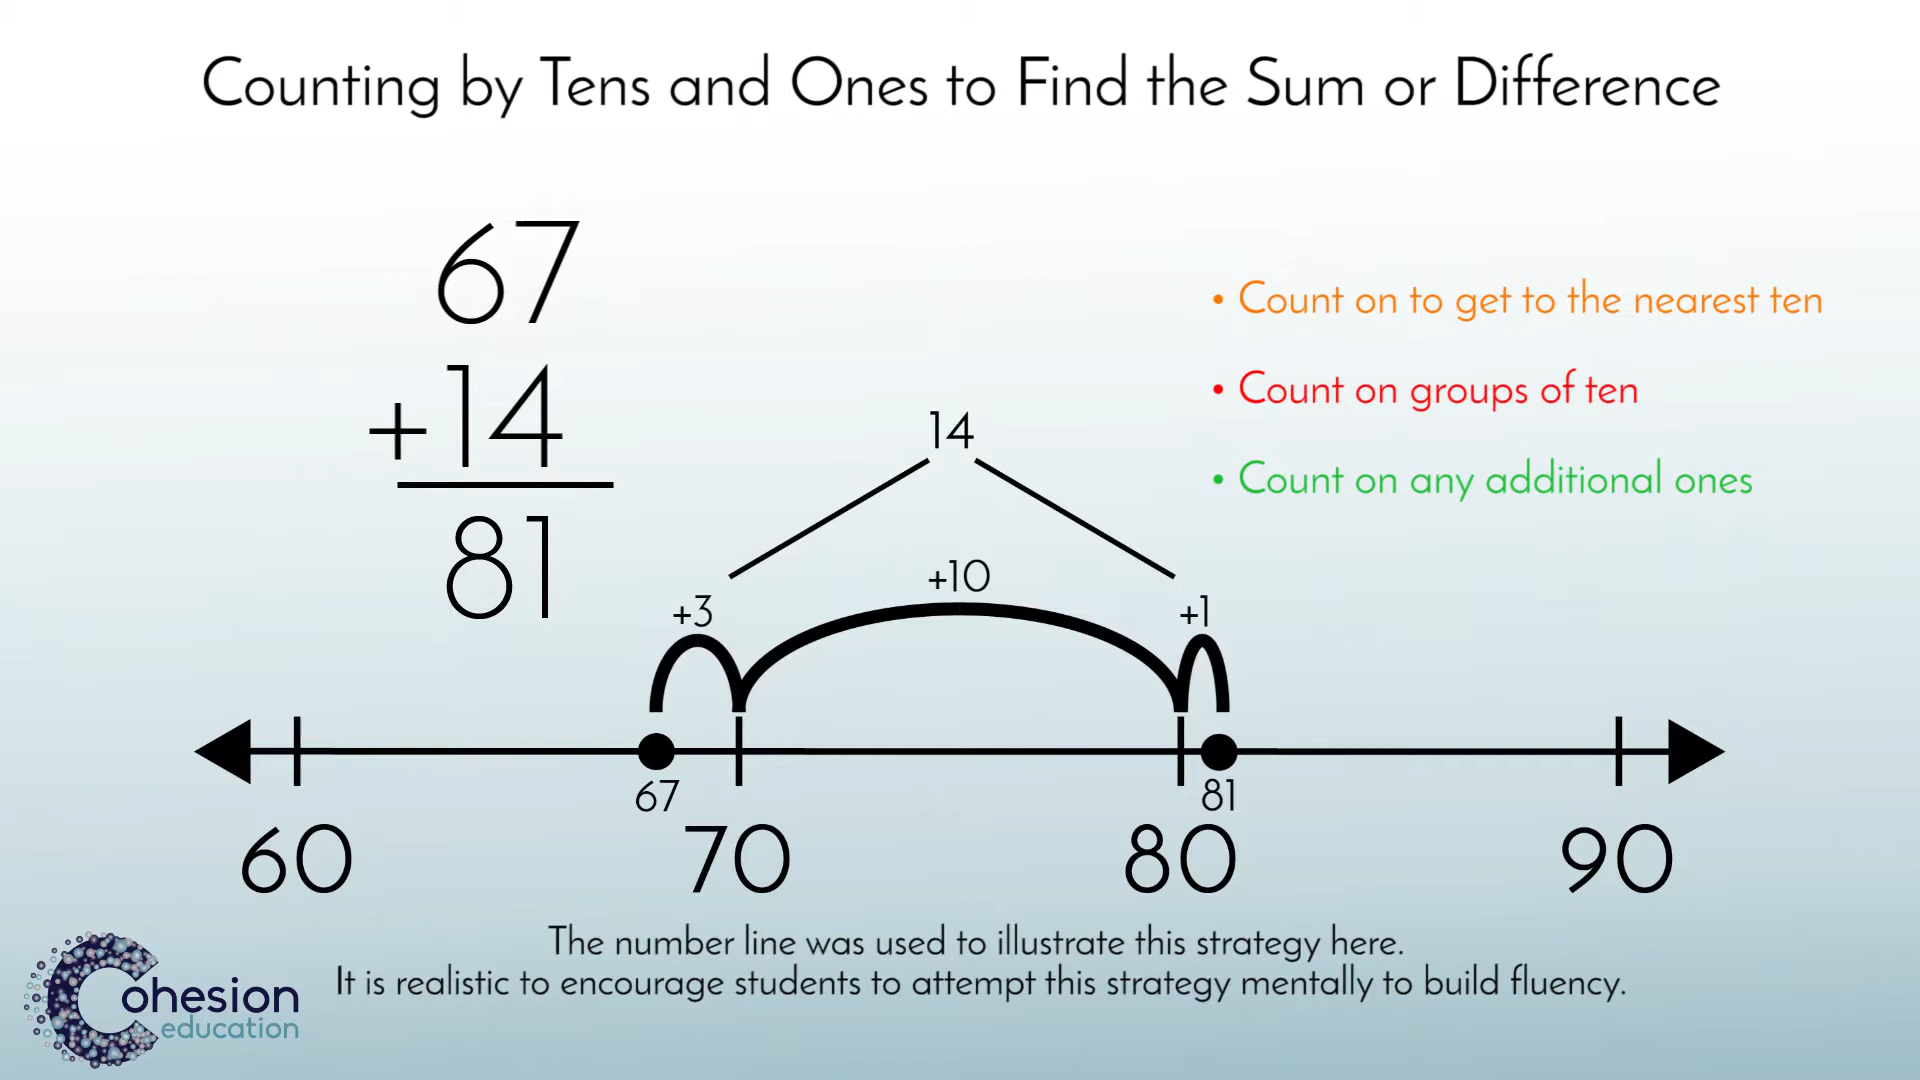 Counting by Tens and Ones to Find the Sum or Difference
67
+14
81
• Count on to get to the nearest ten
• Count on groups of ten
• Count on any additional ones
14
+3
+10
+1
67
81
60
70
80
90
The number line was used to illustrate this strategy here.
It is realistic to encourage students to attempt this strategy mentally to build fluency.
Cohesion
education